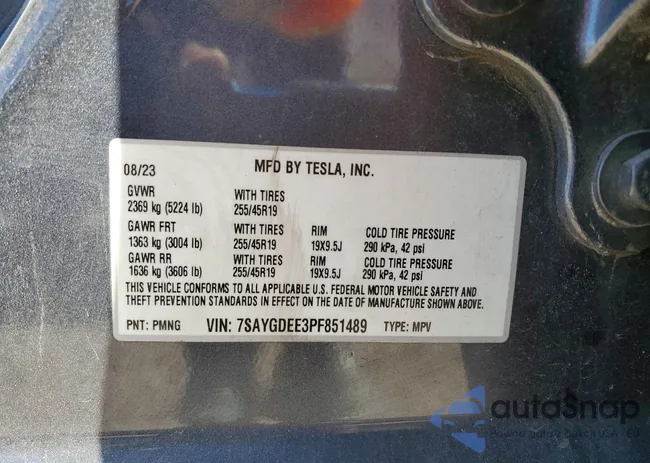 08/23 MFD BY TESLA, INC.
GVWR WITH TIRES
2369 kg (5224 lb) 255/45R19
GAWR FRT WITH TIRES RIM COLD TIRE PRESSURE
1363 kg (3004 lb) 255/45R19 19X9.5J 290 kPa, 42 psi
GAWR RR WITH TIRES RIM COLD TIRE PRESSURE
1636 kg (3606 lb) 255/45R19 19X9.5J 290 kPa, 42 psi
THIS VEHICLE CONFORMS TO ALL APPLICABLE U.S. FEDERAL MOTOR VEHICLE SAFETY AND
THEFT PREVENTION STANDARDS IN EFFECT ON THE DATE OF MANUFACTURE SHOWN ABOVE.
PNT: PMNG VIN: 7SAYGDEE3PF851489 TYPE: MPV
autoSnap